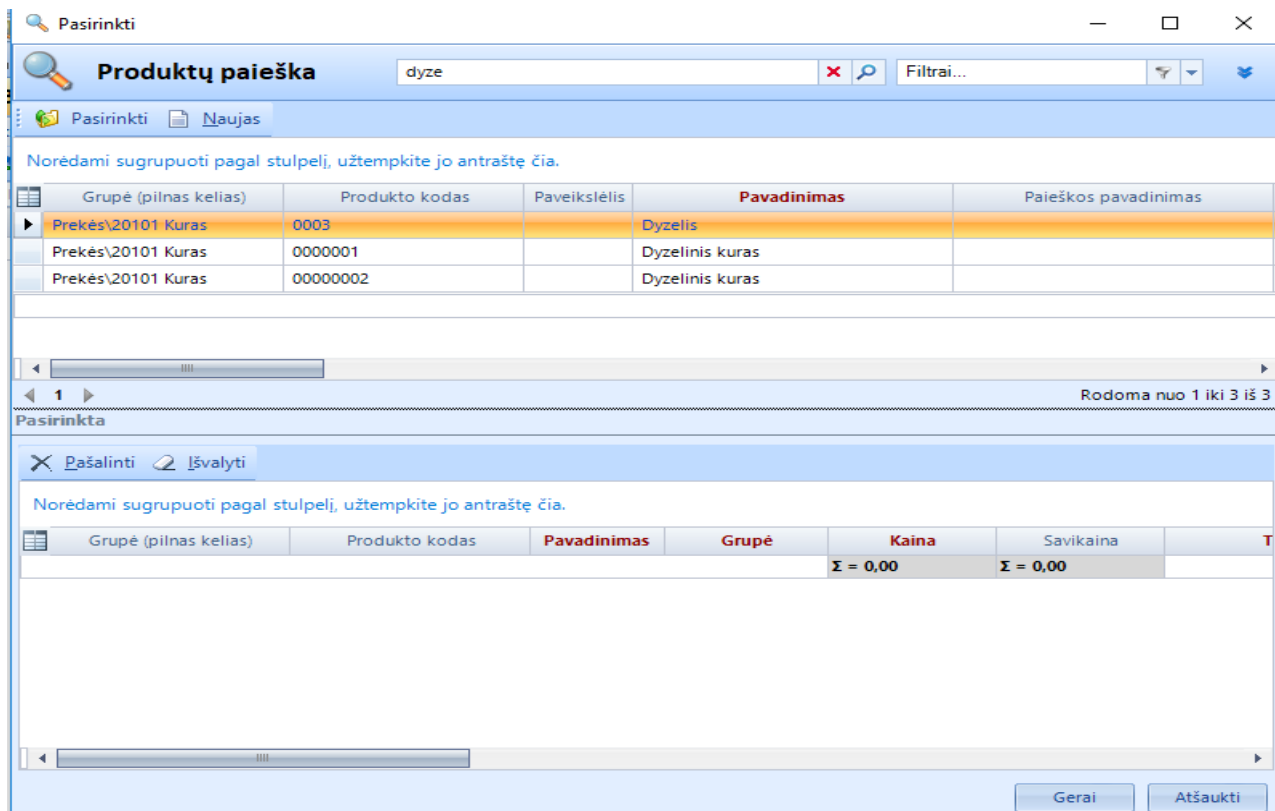 Pasirinkti
Produktų paieška dyze Filtrai...
Pasirinkti Naujas
Norėdami sugrupuoti pagal stulpelį, užtempkite jo antraštę čia.
Grupė (pilnas kelias) Produkto kodas Paveikslėlis Pavadinimas Paieškos pavadinimas
Prekės\20101 Kuras 0003 Dyzelis
Prekės\20101 Kuras 0000001 Dyzelinis kuras
Prekės\20101 Kuras 00000002 Dyzelinis kuras
1 Rodoma nuo 1 iki 3 iš 3
Pasirinkta
Pašalinti Išvalyti
Norėdami sugrupuoti pagal stulpelį, užtempkite jo antraštę čia.
Grupė (pilnas kelias) Produkto kodas Pavadinimas Grupė Kaina Savikaina T
Σ = 0,00 Σ = 0,00
Gerai Atšaukti